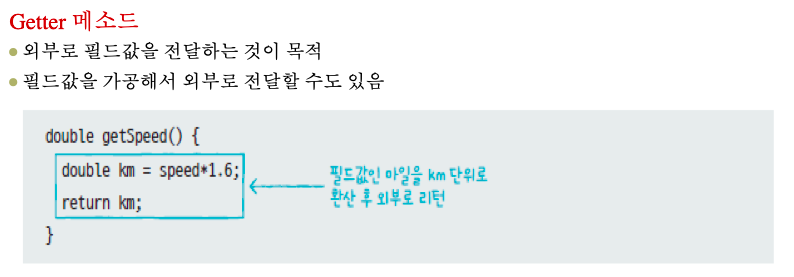 Getter 메소드
외부로 필드값을 전달하는 것이 목적
필드값을 가공해서 외부로 전달할 수도 있음
double getSpeed() {
double km = speed*1.6;
return km;
}
필드값인 마일을 km 단위로
환산 후 외부로 리턴